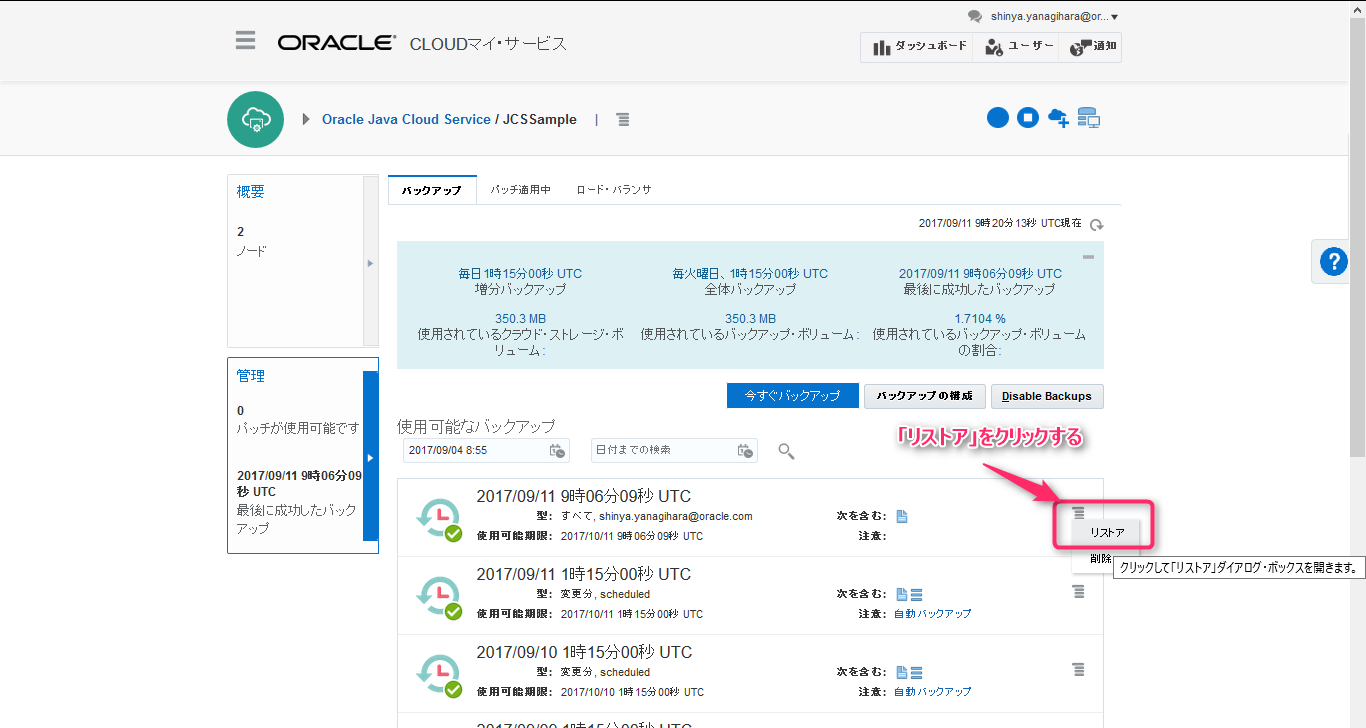 shinya.yanagihara@or...
ORACLE CLOUDマイ・サービス
ダッシュボード ユーザー 通知
Oracle Java Cloud Service / JCSSample |
概要
2
ノード
管理
0
パッチが使用可能です
2017/09/11 9時06分09
秒 UTC
最後に成功したバック
アップ
バックアップ パッチ適用中 ロード・バランサ
2017/09/11 9時20分13秒 UTC現在
毎日1時15分00秒 UTC
増分バックアップ
毎火曜日、1時15分00秒 UTC
全体バックアップ
2017/09/11 9時06分09秒 UTC
最後に成功したバックアップ
350.3 MB
使用されているクラウド・ストレージ・ボ
リューム:
350.3 MB
使用されているバックアップ・ボリューム:
1.7104 %
使用されているバックアップ・ボリューム
の割合:
今すぐバックアップ バックアップの構成 Disable Backups
使用可能なバックアップ
2017/09/04 8:55 日付までの検索
「リストア」をクリックする
2017/09/11 9時06分09秒 UTC
型: すべて, shinya.yanagihara@oracle.com 次を含む:
使用可能期限: 2017/10/11 9時06分09秒 UTC 注意:
リストア
削除
クリックして「リストア」ダイアログ・ボックスを開きます。
2017/09/11 1時15分00秒 UTC
型: 変更分, scheduled 次を含む:
使用可能期限: 2017/10/11 1時15分00秒 UTC 注意: 自動バックアップ
2017/09/10 1時15分00秒 UTC
型: 変更分, scheduled 次を含む:
使用可能期限: 2017/10/10 1時15分00秒 UTC 注意: 自動バックアップ